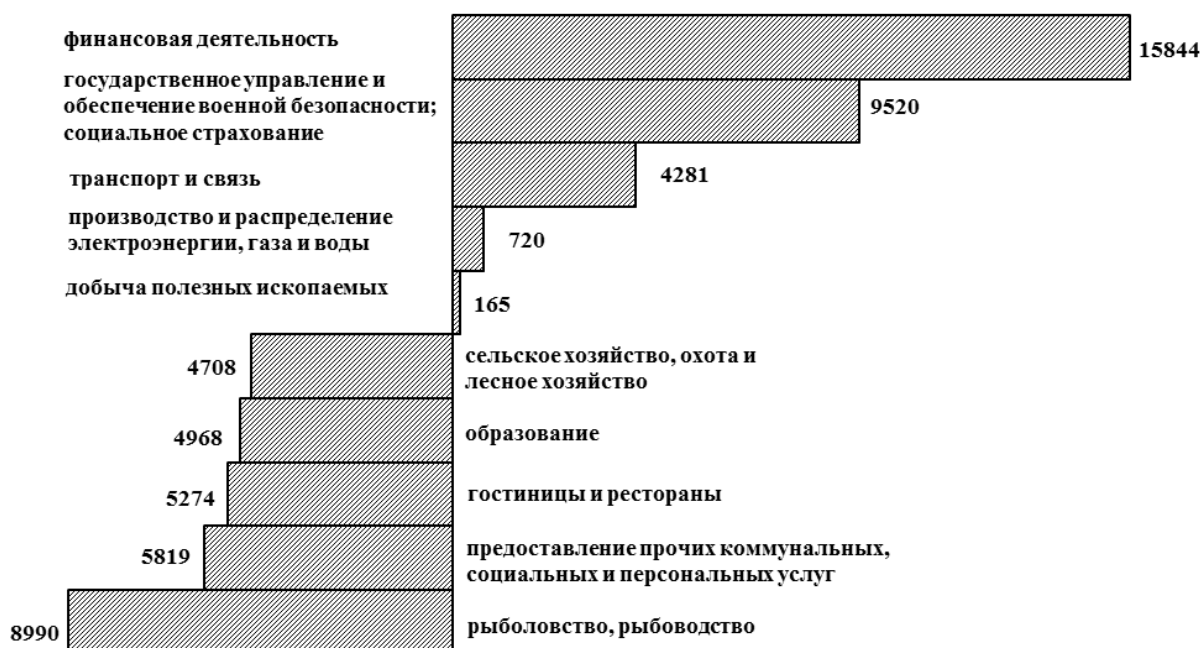 финансовая деятельность
15844
государственное управление и
обеспечение военной безопасности;
социальное страхование
9520
транспорт и связь
4281
производство и распределение
электроэнергии, газа и воды
720
добыча полезных ископаемых
165
4708
сельское хозяйство, охота и
лесное хозяйство
4968
образование
5274
гостиницы и рестораны
5819
предоставление прочих коммунальных,
социальных и персональных услуг
8990
рыболовство, рыбоводство